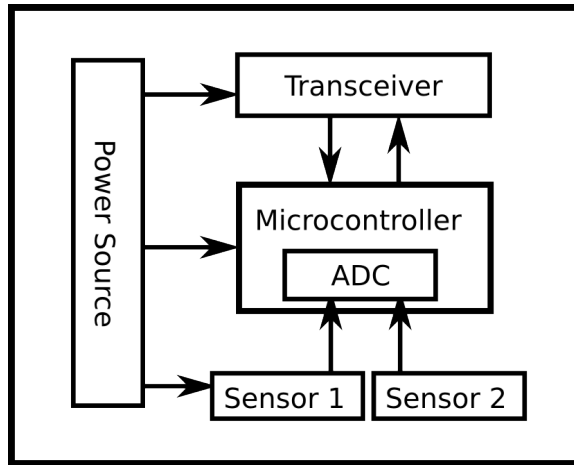 Power Source
Transceiver
Microcontroller
ADC
Sensor 1
Sensor 2